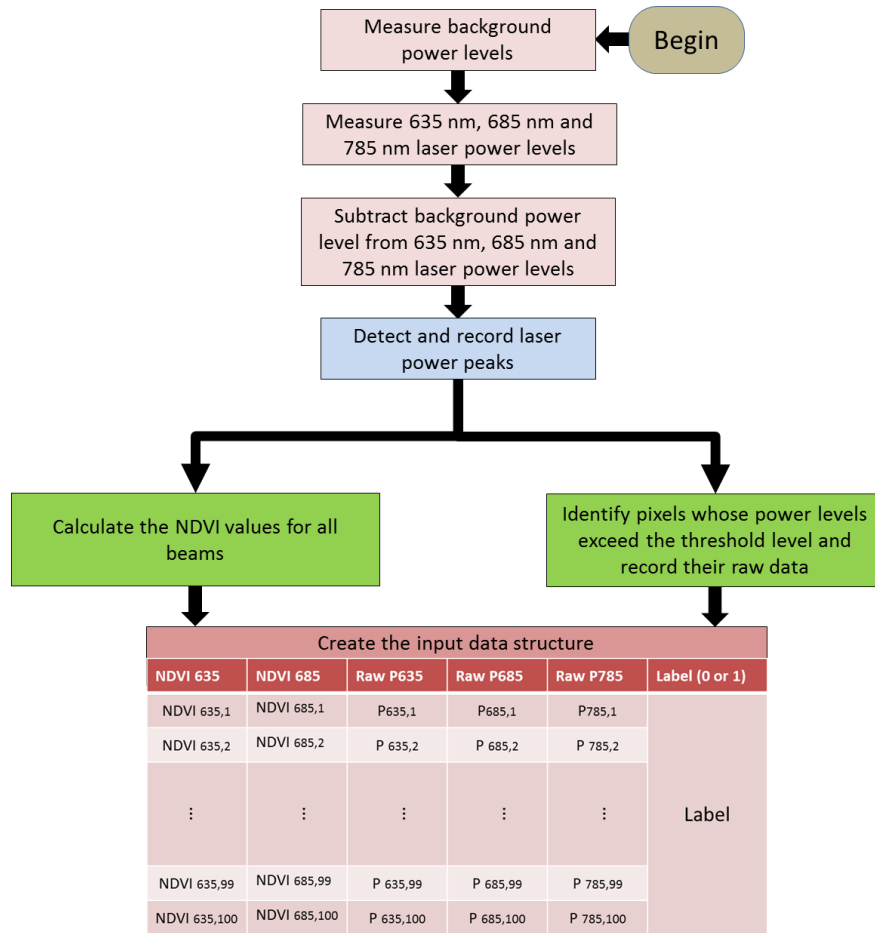 Measure background
power levels
Begin
Measure 635 nm, 685 nm and
785 nm laser power levels
Subtract background power
level from 635 nm, 685 nm and
785 nm laser power levels
Detect and record laser
power peaks
Calculate the NDVI values for all
beams
Identify pixels whose power levels
exceed the threshold level and
record their raw data
Create the input data structure
NDVI 635 NDVI 685 Raw P635 Raw P685 Raw P785 Label (0 or 1)
NDVI 635,1 NDVI 685,1 P635,1 P685,1 P785,1
NDVI 635,2 NDVI 685,2 P 635,2 P 685,2 P 785,2
⋮ ⋮ ⋮ ⋮ ⋮ Label
NDVI 635,99 NDVI 685,99 P 635,99 P 685,99 P 785,99
NDVI 635,100 NDVI 685,100 P 635,100 P 685,100 P 785,100